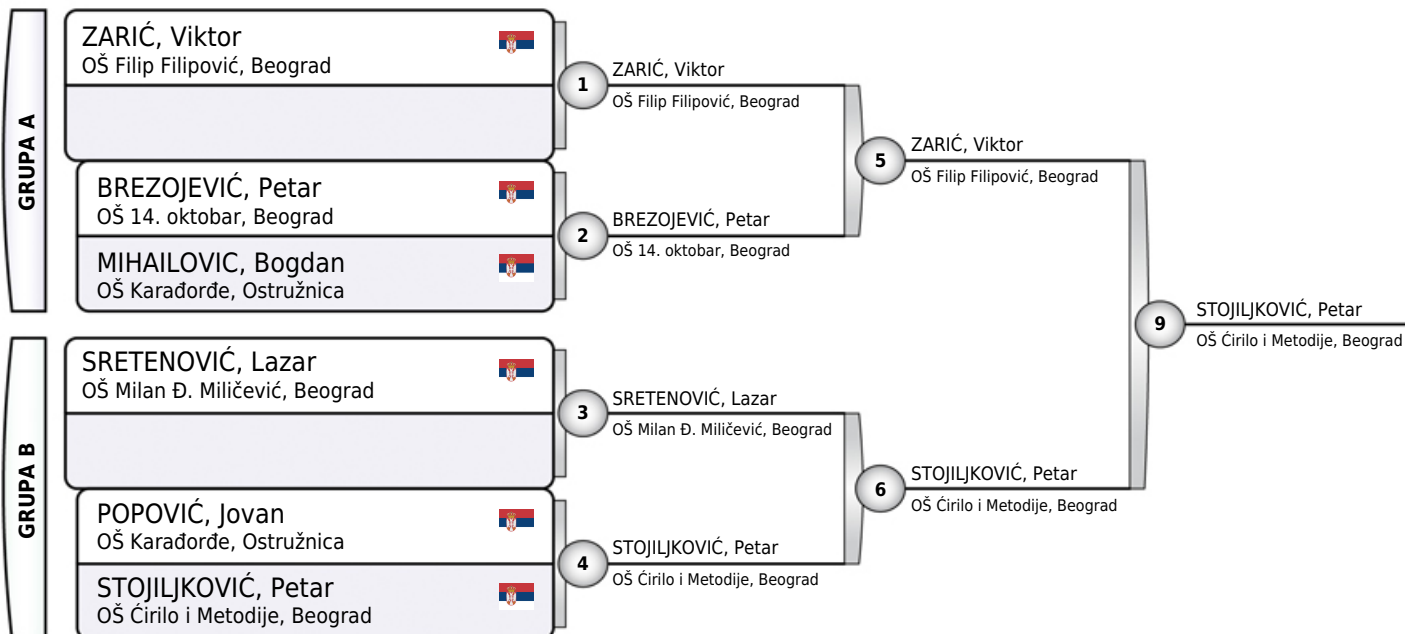 GRUPA A
ZARIĆ, Viktor
OŠ Filip Filipović, Beograd
BREZOJEVIĆ, Petar
OŠ 14. oktobar, Beograd
MIHAILOVIC, Bogdan
OŠ Karađorđe, Ostružnica
GRUPA B
SRETENOVIĆ, Lazar
OŠ Milan Đ. Miličević, Beograd
POPOVIĆ, Jovan
OŠ Karađorđe, Ostružnica
STOJILJKOVIĆ, Petar
OŠ Ćirilo i Metodije, Beograd
1
ZARIĆ, Viktor
OŠ Filip Filipović, Beograd
2
BREZOJEVIĆ, Petar
OŠ 14. oktobar, Beograd
3
SRETENOVIĆ, Lazar
OŠ Milan Đ. Miličević, Beograd
4
STOJILJKOVIĆ, Petar
OŠ Ćirilo i Metodije, Beograd
5
ZARIĆ, Viktor
OŠ Filip Filipović, Beograd
6
STOJILJKOVIĆ, Petar
OŠ Ćirilo i Metodije, Beograd
9
STOJILJKOVIĆ, Petar
OŠ Ćirilo i Metodije, Beograd